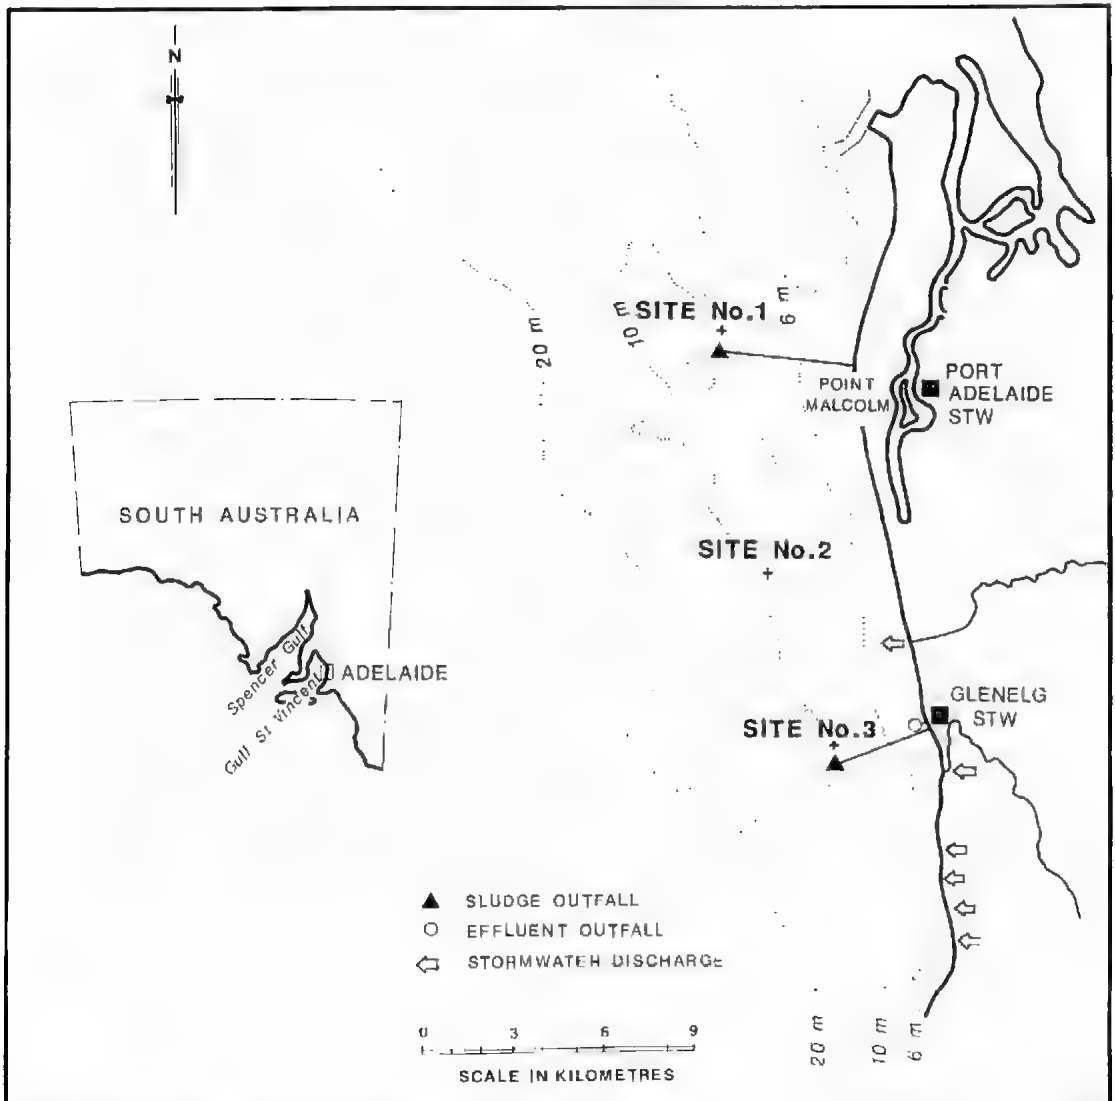 N
SITE No.1
20 m
10 m
6 m
POINT
MALCOLM
PORT
ADELAIDE
STW
SOUTH AUSTRALIA
SITE No.2
Spencer Gulf
Gulf St Vincent
ADELAIDE
GLENELG
STW
SITE No.3
SLUDGE OUTFALL
EFFLUENT OUTFALL
STORMWATER DISCHARGE
20 m
10 m
6 m
0 3 6 9
SCALE IN KILOMETRES